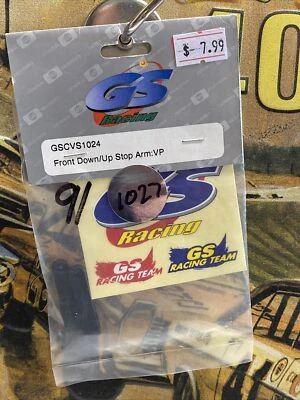 $ 7.99
GS
Racing
GSCVS1024
Front Down/Up Stop Arm:VP
91
1027
GS
Racing
GS
RACING TEAM
GS
RACING TEAM
40